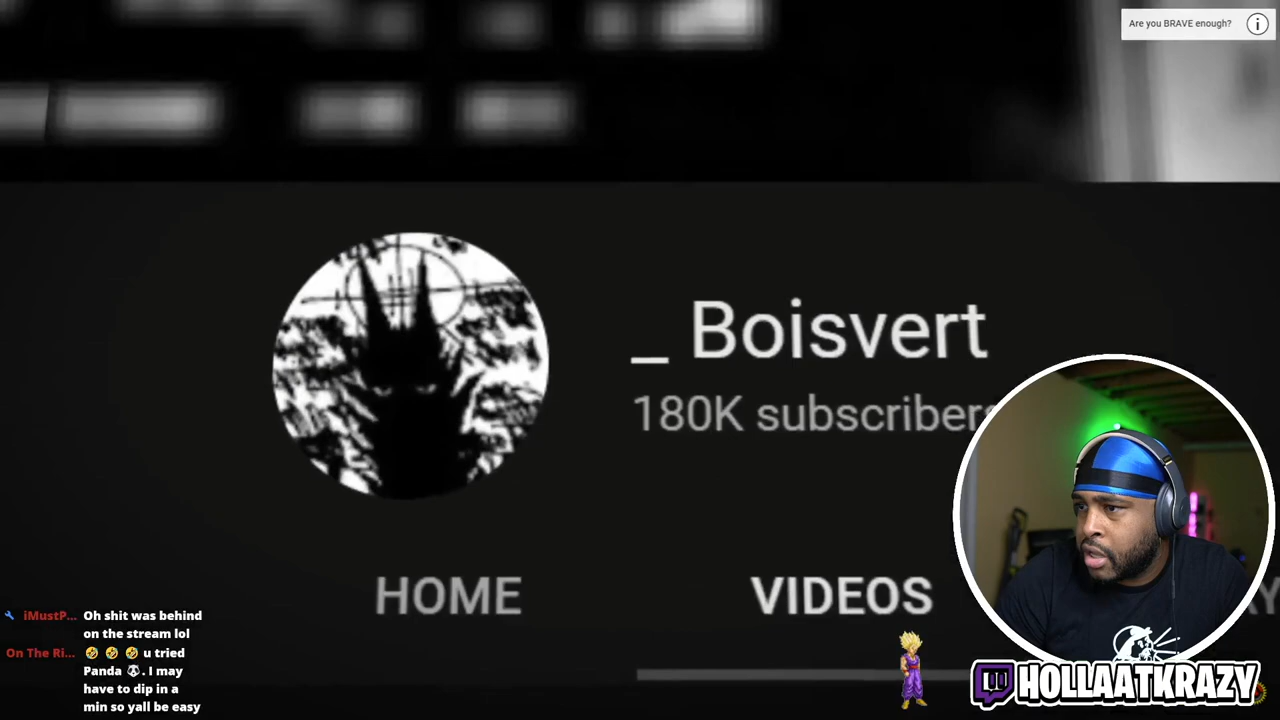 Are you BRAVE enough?
_ Boisvert
180K subscribers
HOME VIDEOS
iMustP... Oh shit was behind
on the stream lol
On The Ri... 🤣 🤣 🤣 u tried
Panda 🐼. I may
have to dip in a
min so yall be easy
HOLLAATKRAZY